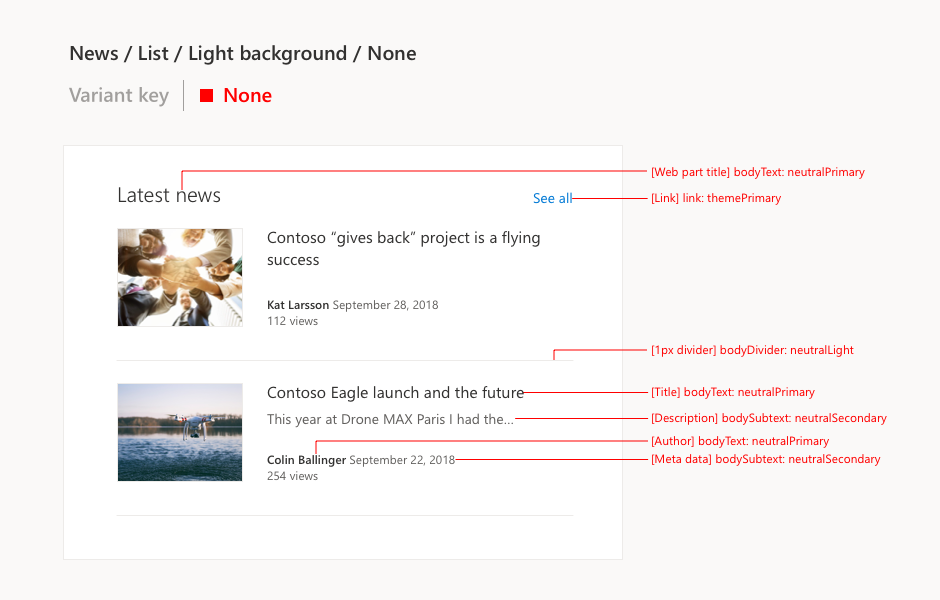 News / List / Light background / None
Variant key
None
[Web part title] bodyText: neutralPrimary
Latest news
See all
[Link] link: themePrimary
Contoso “gives back” project is a flying
success
Kat Larsson September 28, 2018
112 views
[1px divider] bodyDivider: neutralLight
Contoso Eagle launch and the future
[Title] bodyText: neutralPrimary
This year at Drone MAX Paris I had the...
[Description] bodySubtext: neutralSecondary
[Author] bodyText: neutralPrimary
Colin Ballinger September 22, 2018
[Meta data] bodySubtext: neutralSecondary
254 views